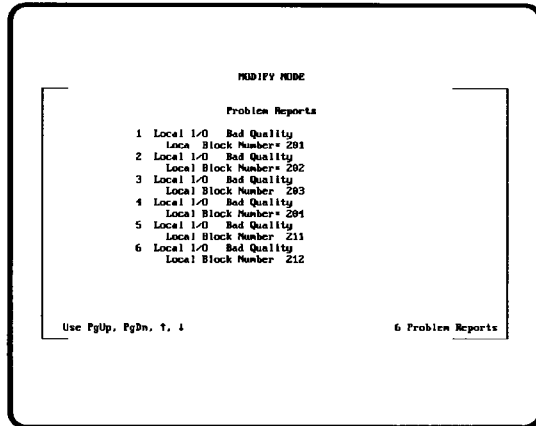 MODIFY MODE
Problem Reports
1 Local I/O Bad Quality
Loca Block Number= 201
2 Local I/O Bad Quality
Local Block Number= 202
3 Local I/O Bad Quality
Local Block Number 203
4 Local I/O Bad Quality
Local Block Number= 204
5 Local I/O Bad Quality
Local Block Number 211
6 Local I/O Bad Quality
Local Block Number 212
Use PgUp, PgDn, ↑, ↓ 6 Problem Reports